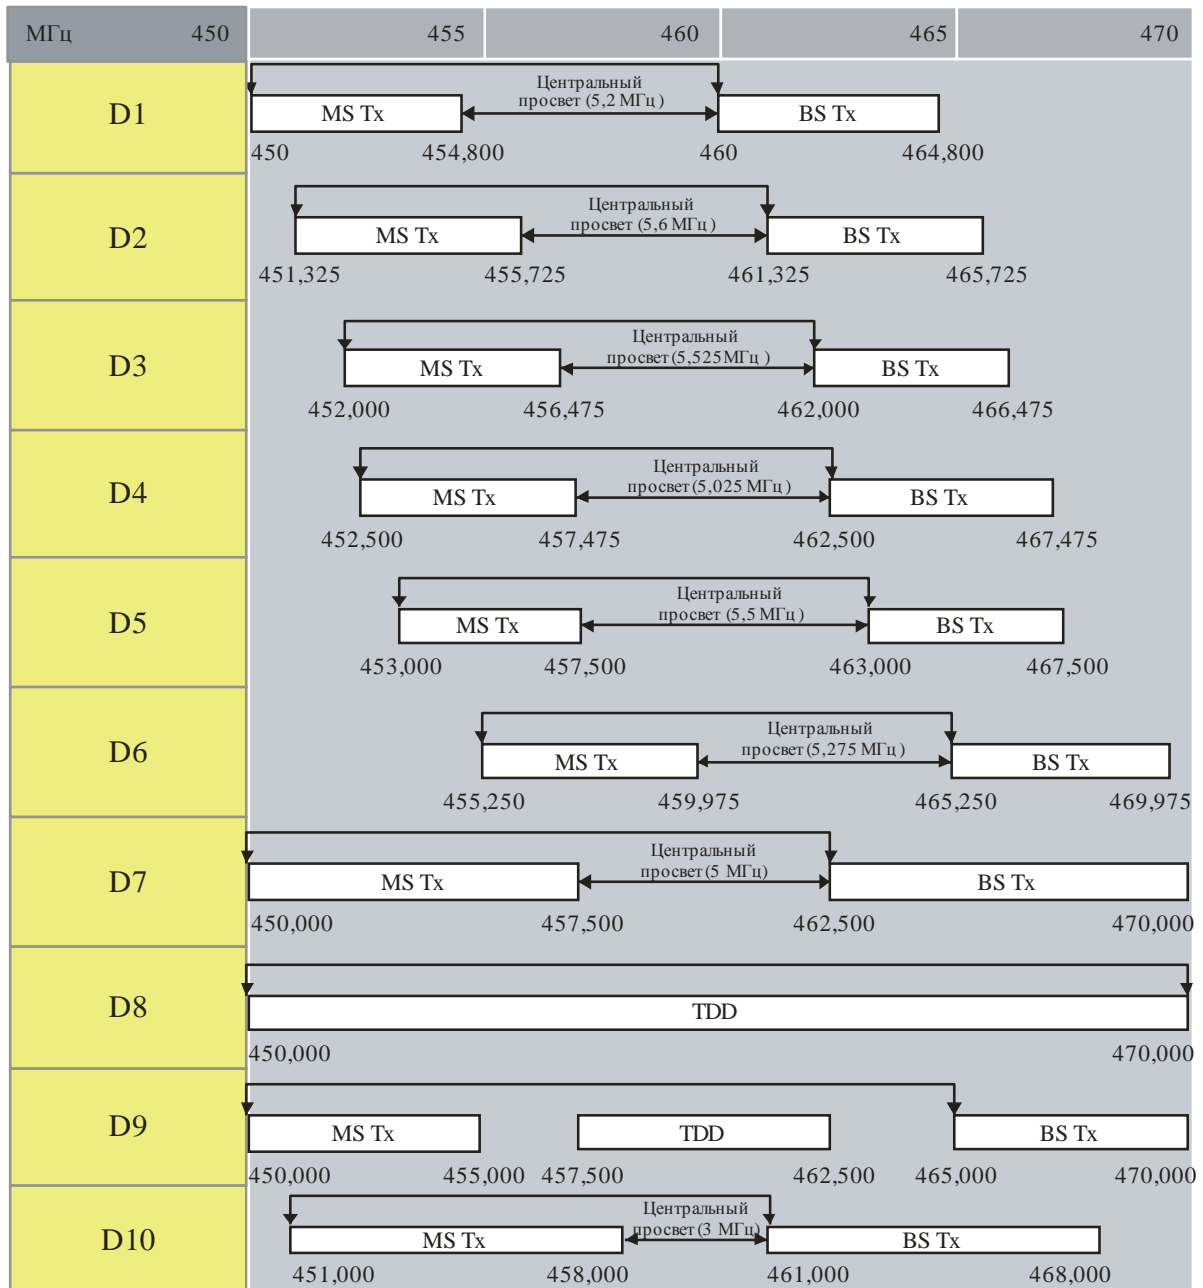 МГц 450 455 460 465 470
D1
Центральный
просвет (5,2 МГц)
MS Tx BS Tx
450 454,800 460 464,800
D2
Центральный
просвет (5,6 МГц)
MS Tx BS Tx
451,325 455,725 461,325 465,725
D3
Центральный
просвет (5,525 МГц)
MS Tx BS Tx
452,000 456,475 462,000 466,475
D4
Центральный
просвет (5,025 МГц)
MS Tx BS Tx
452,500 457,475 462,500 467,475
D5
Центральный
просвет (5,5 МГц)
MS Tx BS Tx
453,000 457,500 463,000 467,500
D6
Центральный
просвет (5,275 МГц)
MS Tx BS Tx
455,250 459,975 465,250 469,975
D7
Центральный
просвет (5 МГц)
MS Tx BS Tx
450,000 457,500 462,500 470,000
D8
TDD
450,000 470,000
D9
MS Tx TDD BS Tx
450,000 455,000 457,500 462,500 465,000 470,000
D10
Центральный
просвет (3 МГц)
MS Tx BS Tx
451,000 458,000 461,000 468,000